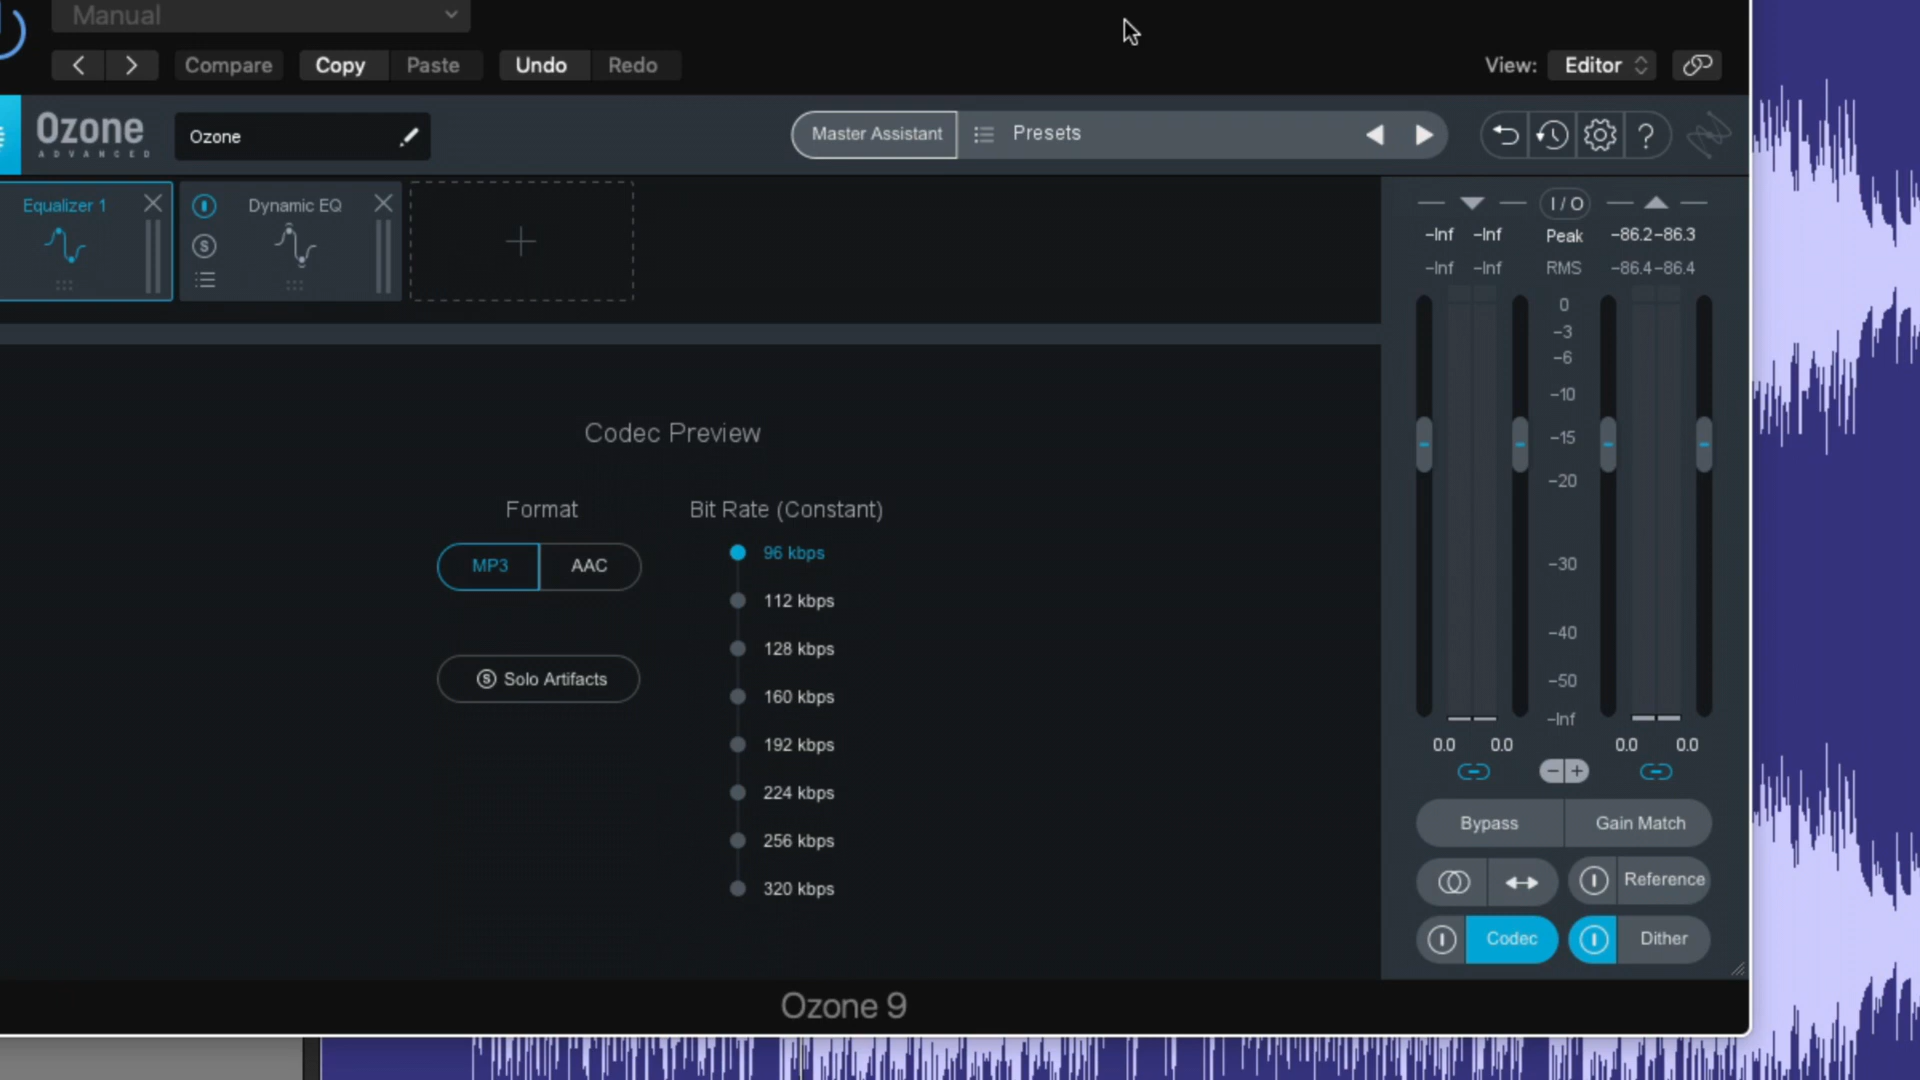 Manual
Compare Copy Paste Undo Redo
View: Editor
Ozone
ADVANCED
Ozone
Master Assistant Presets
?
Equalizer 1
Dynamic EQ
S
I / O
-Inf -Inf Peak -86.2 -86.3
-Inf -Inf RMS -86.4 -86.4
0
-3
-6
-10
-15
-20
-30
-40
-50
-Inf
0.0 0.0 0.0 0.0
Codec Preview
Format
MP3 AAC
S Solo Artifacts
Bit Rate (Constant)
96 kbps
112 kbps
128 kbps
160 kbps
192 kbps
224 kbps
256 kbps
320 kbps
Bypass Gain Match
Reference
Codec Dither
Ozone 9